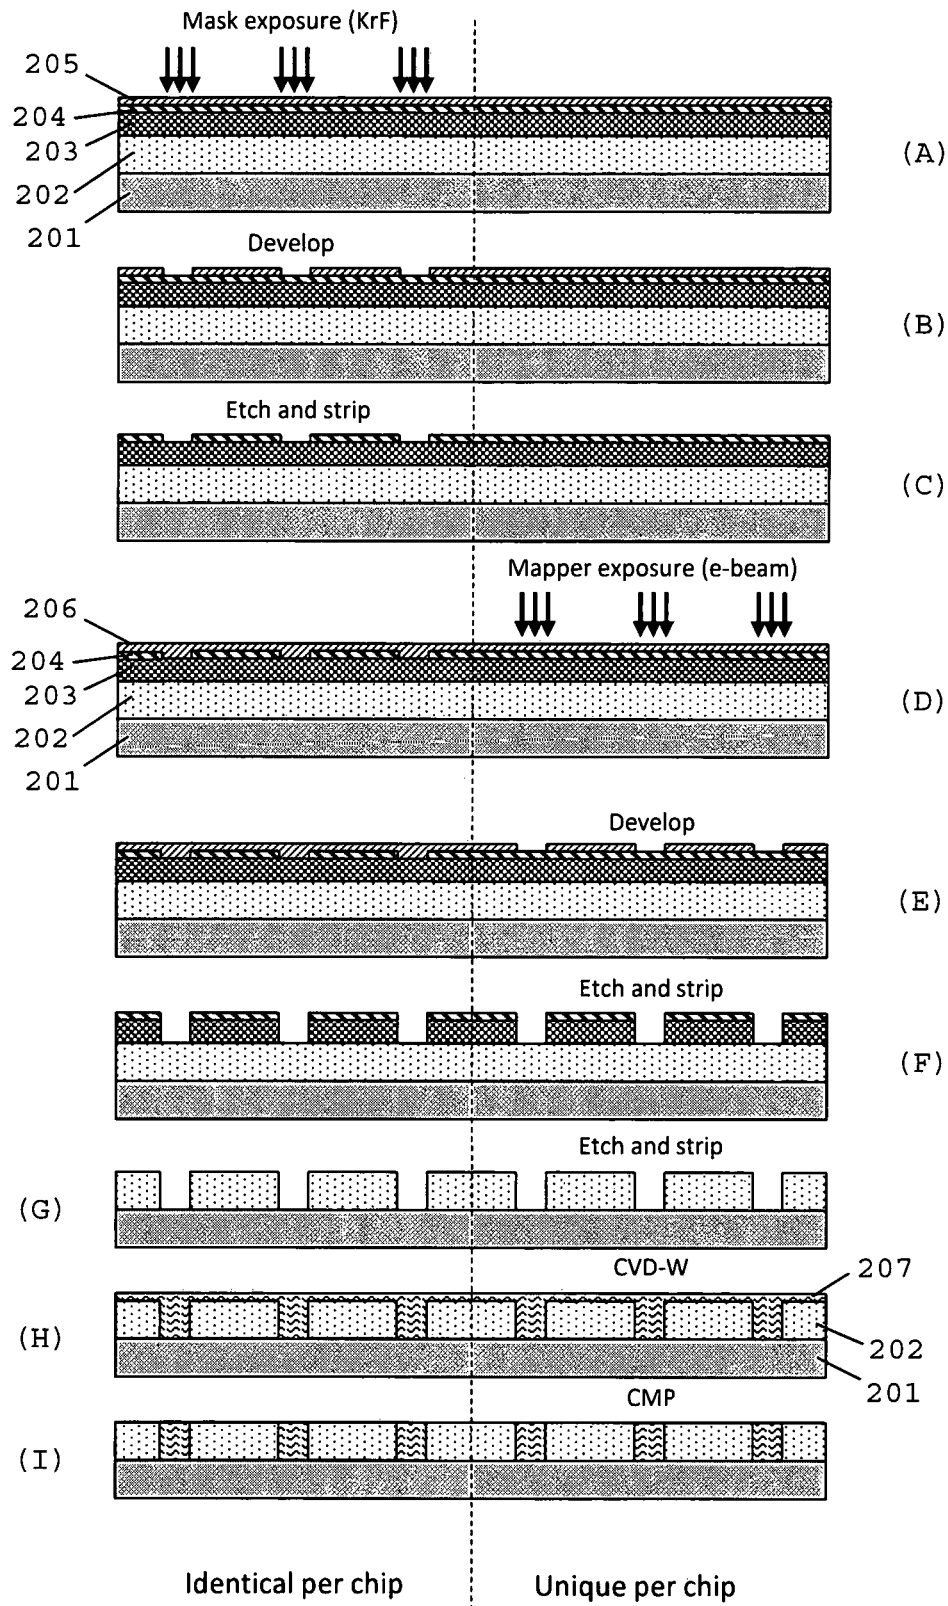 Mask exposure (KrF)
205
204
203
202
201
(A)
Develop
(B)
Etch and strip
(C)
Mapper exposure (e-beam)
206
204
203
202
201
(D)
Develop
(E)
Etch and strip
(F)
Etch and strip
(G)
CVD-W
207
(H)
202
201
CMP
(I)
Identical per chip
Unique per chip